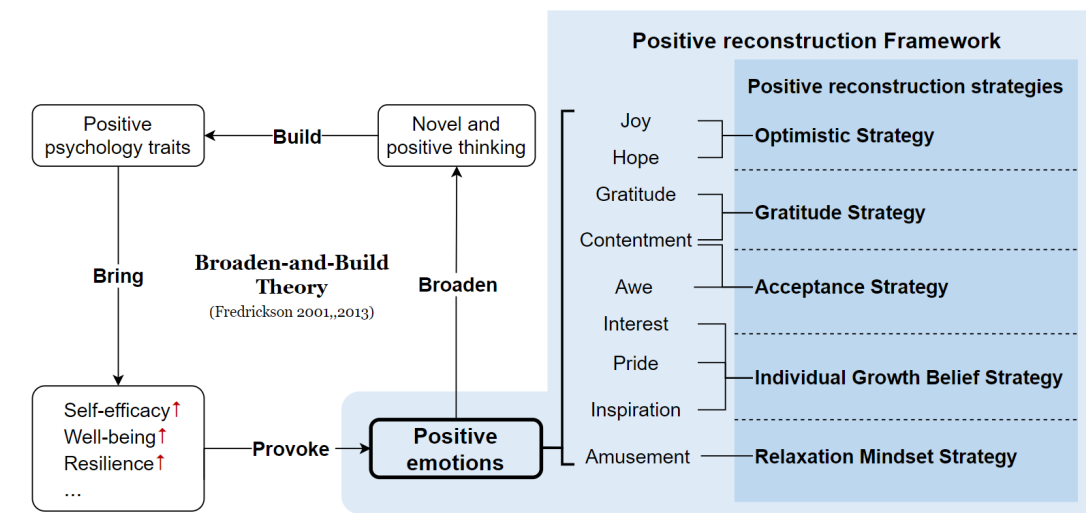 Positive reconstruction Framework
Positive reconstruction strategies
Positive
psychology traits
Build
Novel and
positive thinking
Bring
Broaden-and-Build
Theory
(Fredrickson 2001,,2013)
Broaden
Self-efficacy↑
Well-being↑
Resilience↑
...
Provoke
Positive
emotions
Joy
Hope
Optimistic Strategy
Gratitude
Gratitude Strategy
Contentment
Awe
Acceptance Strategy
Interest
Pride
Individual Growth Belief Strategy
Inspiration
Amusement
Relaxation Mindset Strategy